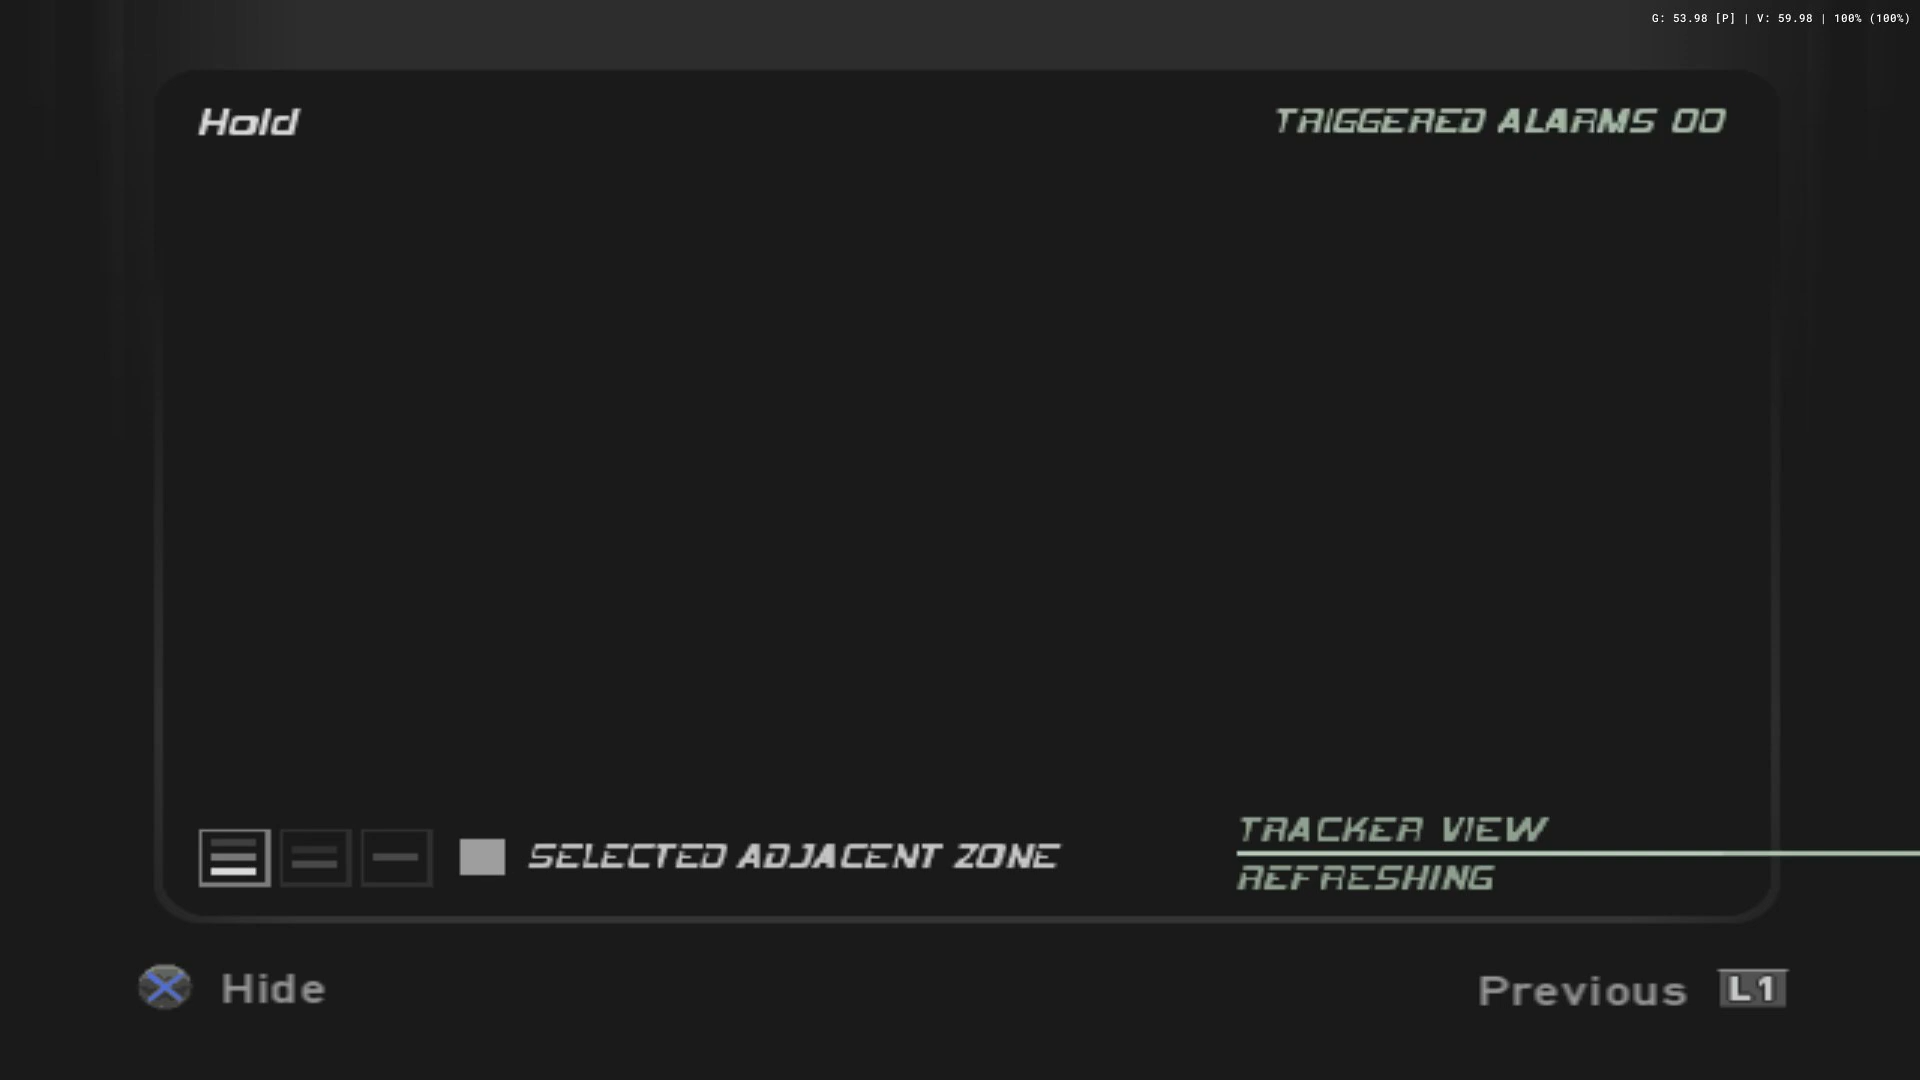 G: 53.98 [P] | V: 59.98 | 100% (100%)
Hold
TRIGGERED ALARMS 00
SELECTED ADJACENT ZONE
TRACKER VIEW
REFRESHING
Hide
Previous L1